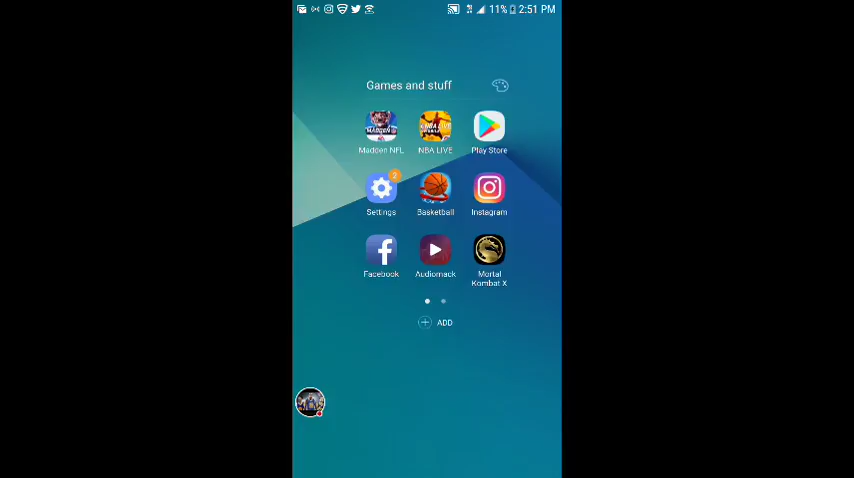 11% 2:51 PM
Games and stuff
Madden NFL NBA LIVE Play Store
2
Settings Basketball Instagram
Facebook Audiomack Mortal
Kombat X
ADD